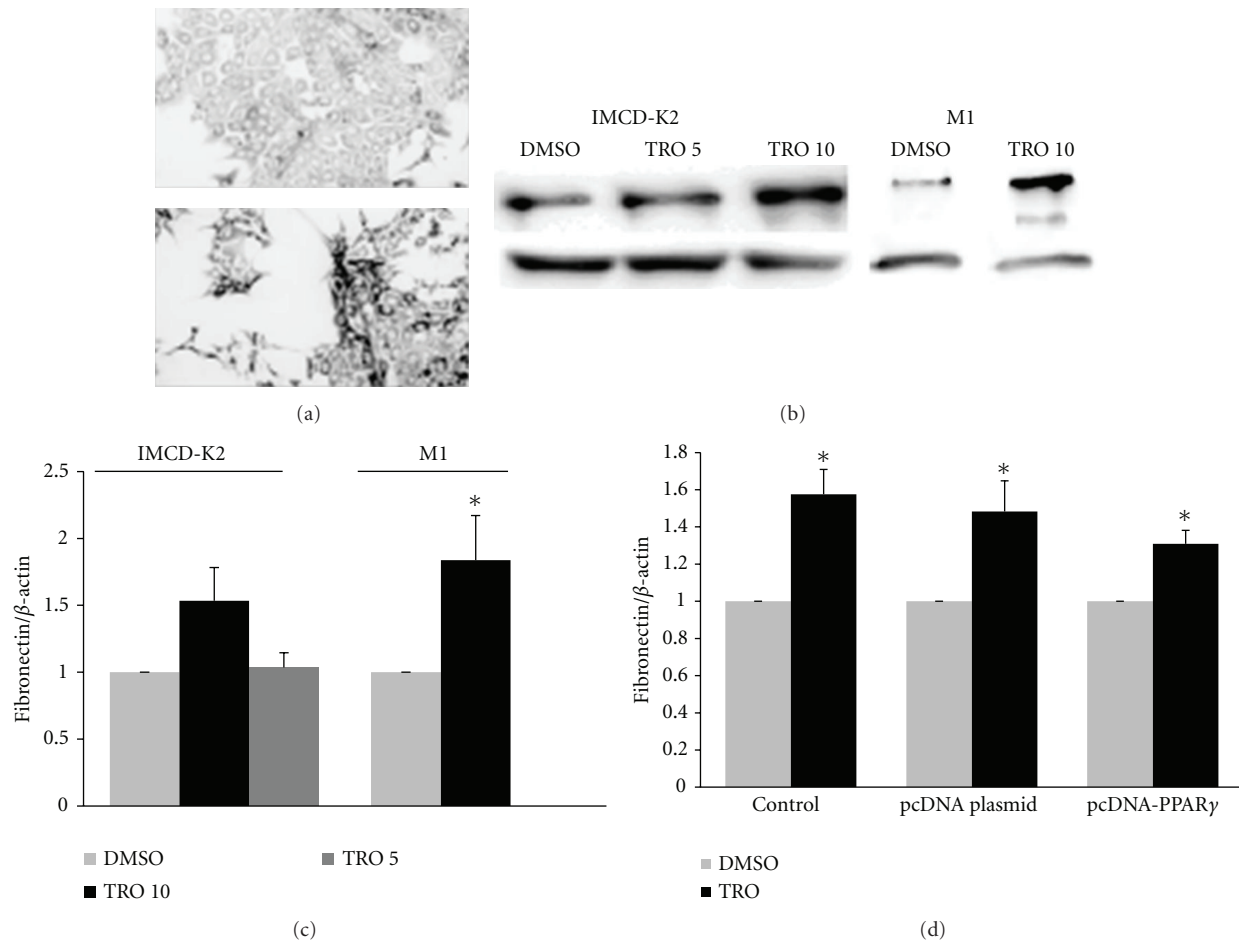 IMCD-K2
M1
DMSO
TRO 5
TRO 10
DMSO
TRO 10
(a)
(b)
IMCD-K2
M1
Fibronectin/β-actin
2.5
2
1.5
1
0.5
0
*
DMSO
TRO 5
TRO 10
(c)
Fibronectin/β-actin
1.8
1.6
1.4
1.2
1
0.8
0.6
0.4
0.2
0
*
*
*
Control
pcDNA plasmid
pcDNA-PPARγ
DMSO
TRO
(d)